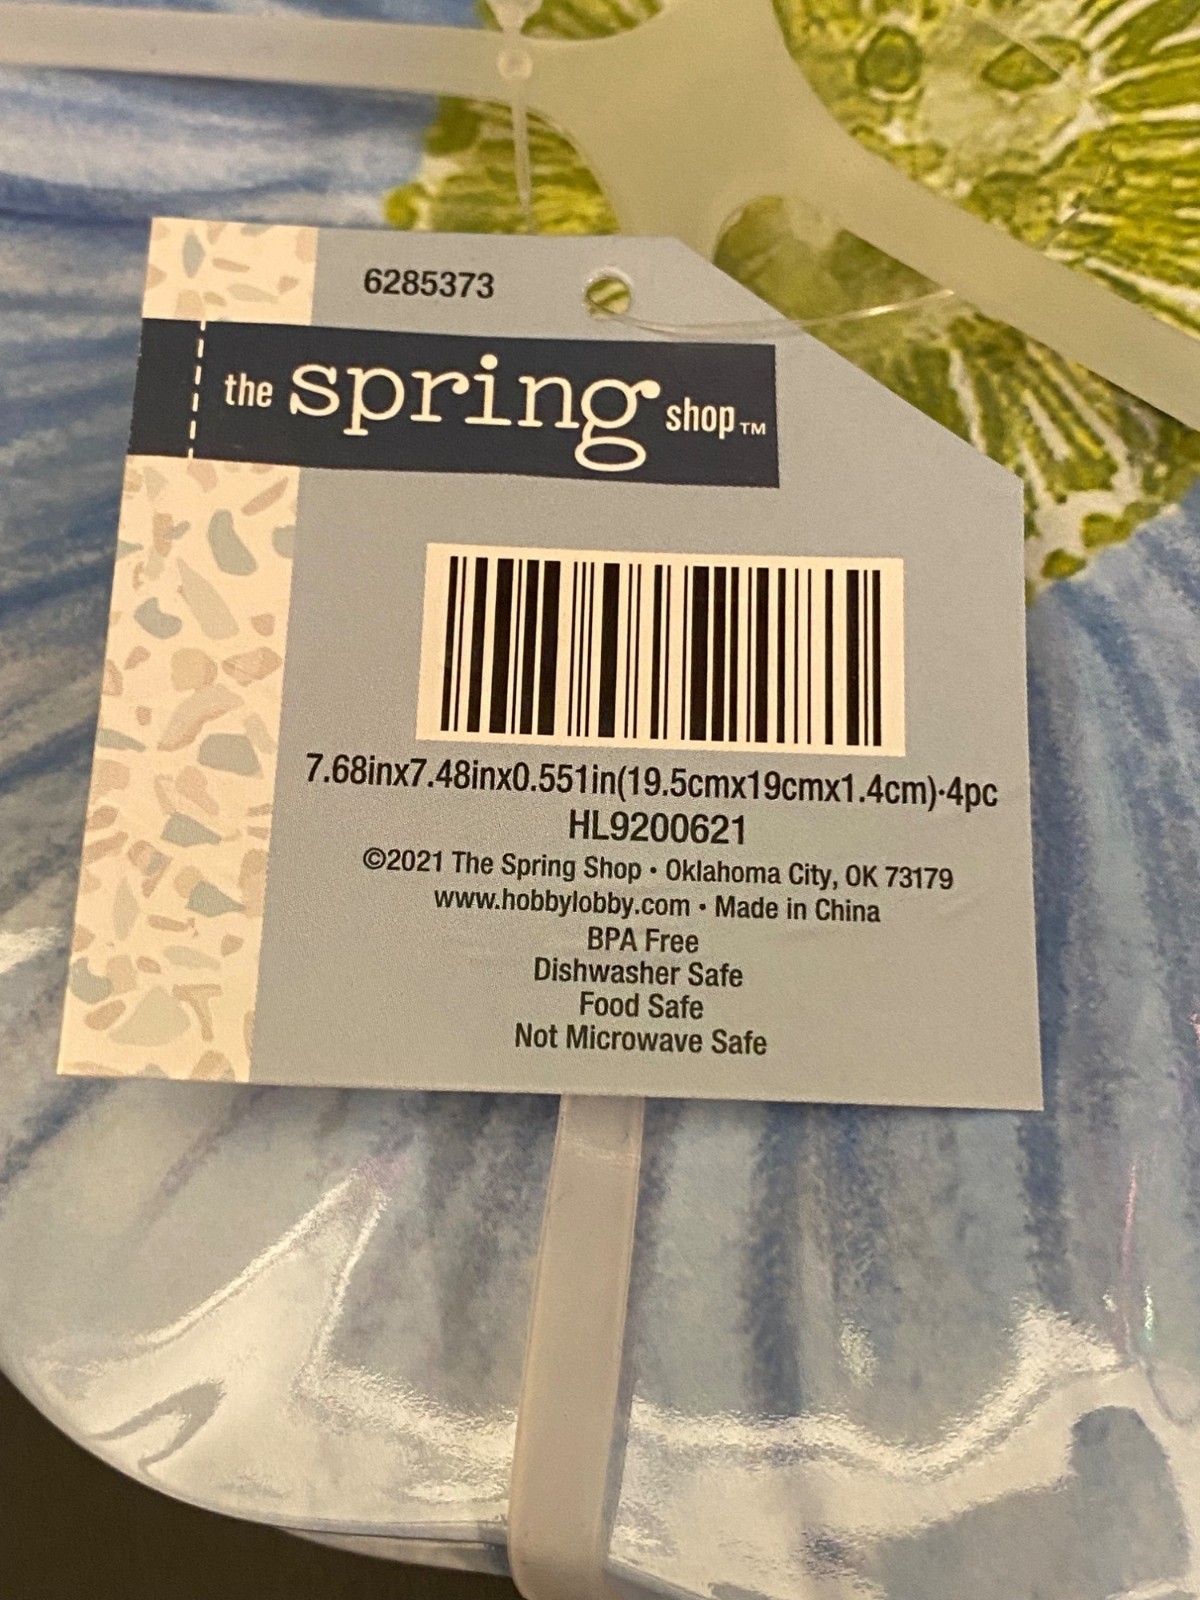 6285373
the spring shop™
7.68inx7.48inx0.551in(19.5cmx19cmx1.4cm)·4pc
HL9200621
©2021 The Spring Shop • Oklahoma City, OK 73179
www.hobbylobby.com • Made in China
BPA Free
Dishwasher Safe
Food Safe
Not Microwave Safe